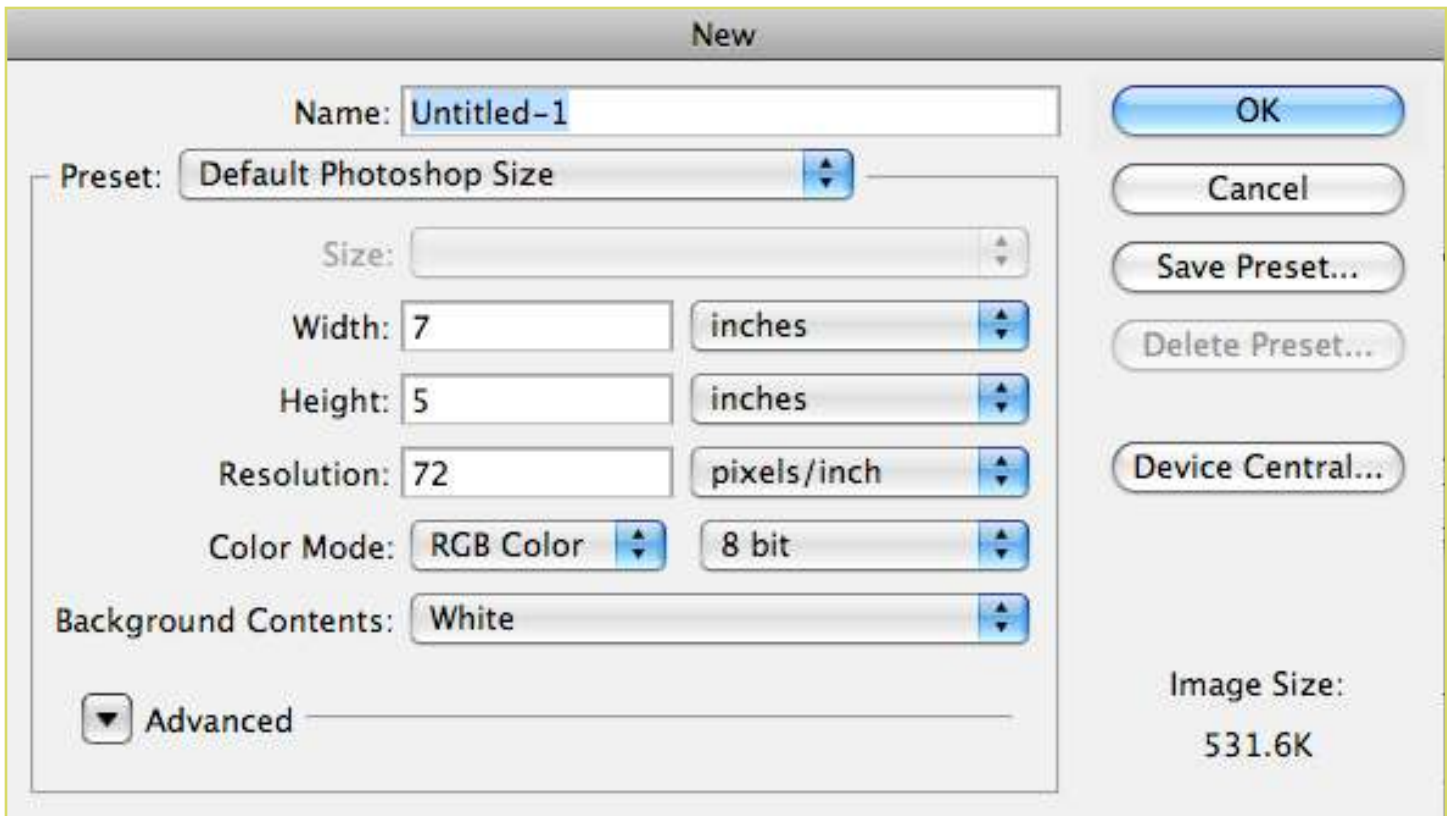 New
Name: Untitled-1
OK
Preset: Default Photoshop Size
Cancel
Size:
Save Preset...
Width: 7 inches
Delete Preset...
Height: 5 inches
Resolution: 72 pixels/inch
Device Central...
Color Mode: RGB Color 8 bit
Background Contents: White
Image Size:
Advanced
531.6K